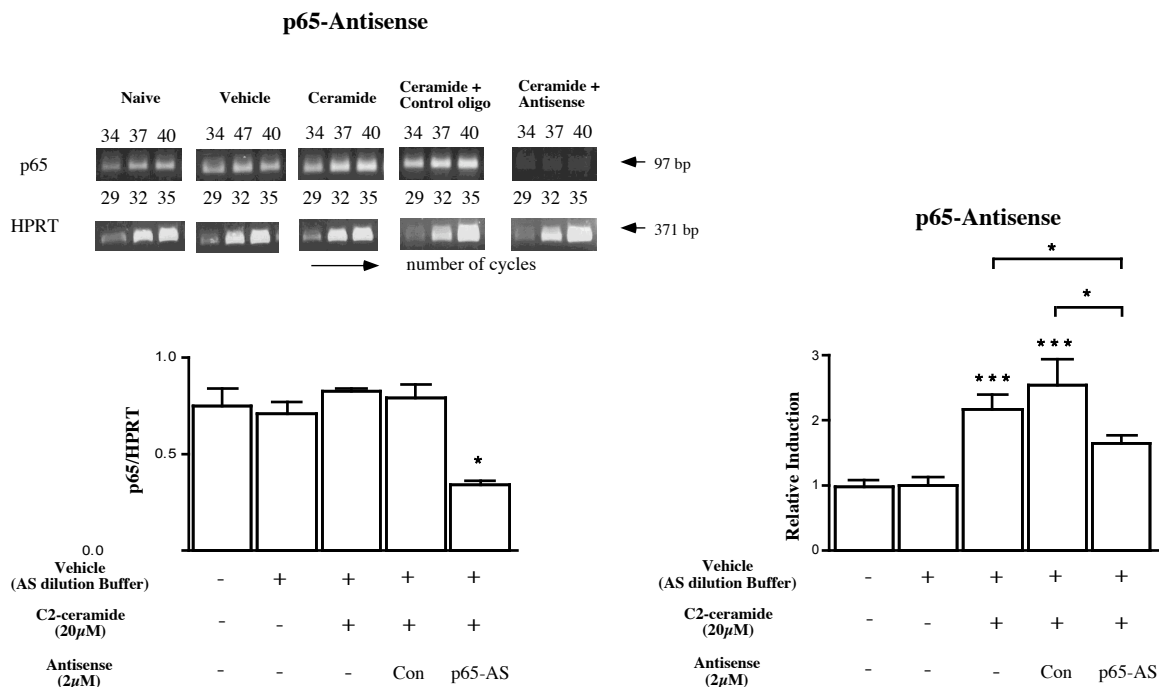 p65-Antisense
Naive Vehicle Ceramide Ceramide + Control oligo Ceramide + Antisense
34 37 40 34 47 40 34 37 40 34 37 40 34 37 40
p65 97 bp
29 32 35 29 32 35 29 32 35 29 32 35 29 32 35
HPRT 371 bp
number of cycles
p65/HPRT
1.0
0.5
0.0
*
Vehicle
(AS dilution Buffer) - + + + +
C2-ceramide
(20µM) - - + + +
Antisense
(2µM) - - - Con p65-AS
p65-Antisense
*
*
***
***
Relative Induction
3
2
1
0
Vehicle
(AS dilution Buffer) - + + + +
C2-ceramide
(20µM) - - + + +
Antisense
(2µM) - - - Con p65-AS